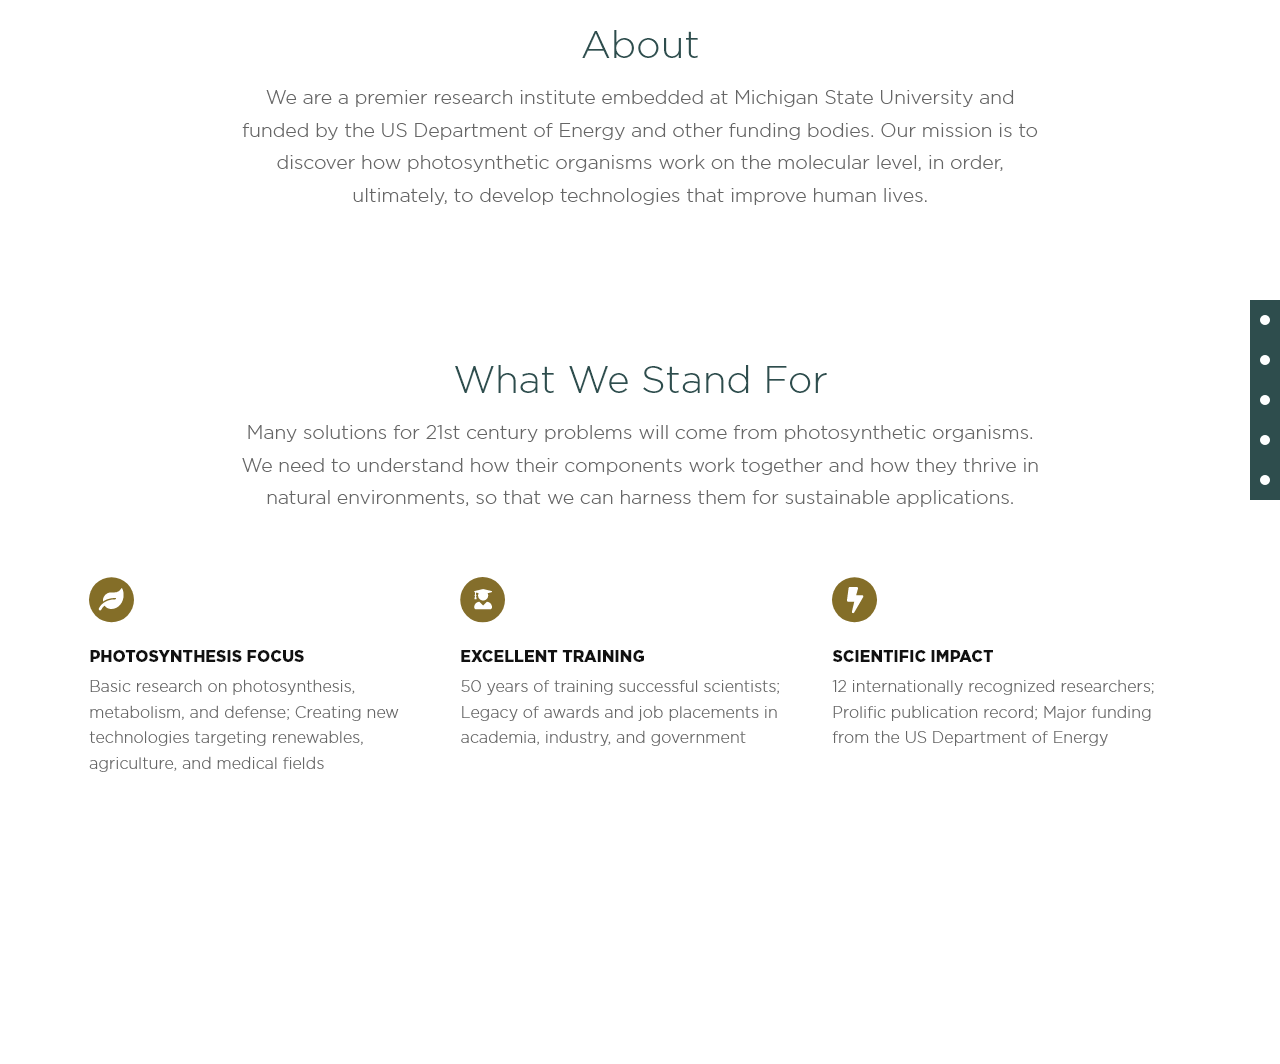 About
We are a premier research institute embedded at Michigan State University and
funded by the US Department of Energy and other funding bodies. Our mission is to
discover how photosynthetic organisms work on the molecular level, in order,
ultimately, to develop technologies that improve human lives.
What We Stand For
Many solutions for 21st century problems will come from photosynthetic organisms.
We need to understand how their components work together and how they thrive in
natural environments, so that we can harness them for sustainable applications.
PHOTOSYNTHESIS FOCUS
Basic research on photosynthesis,
metabolism, and defense; Creating new
technologies targeting renewables,
agriculture, and medical fields
EXCELLENT TRAINING
50 years of training successful scientists;
Legacy of awards and job placements in
academia, industry, and government
SCIENTIFIC IMPACT
12 internationally recognized researchers;
Prolific publication record; Major funding
from the US Department of Energy